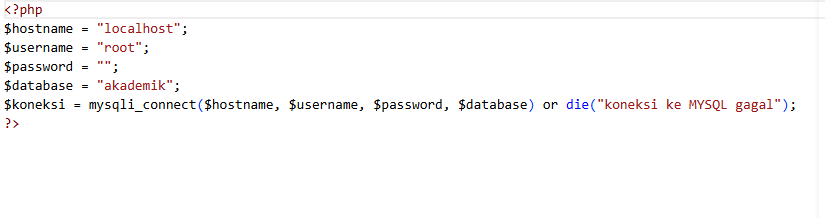 <?php
$hostname = "localhost";
$username = "root";
$password = "";
$database = "akademik";
$koneksi = mysqli_connect($hostname, $username, $password, $database) or die("koneksi ke MYSQL gagal");
?>